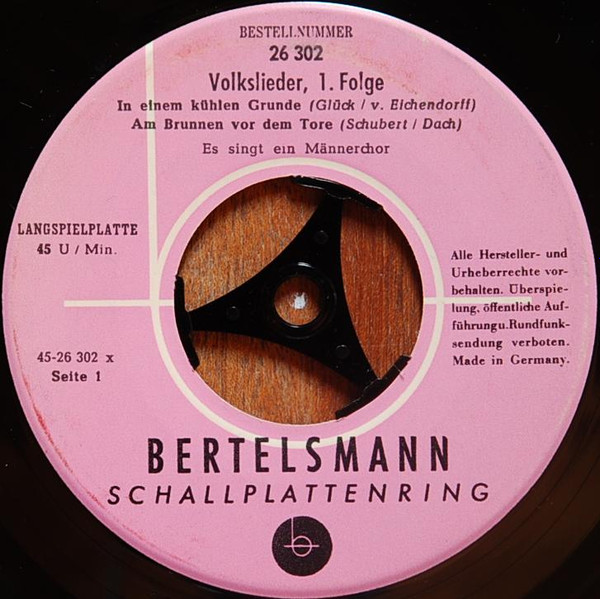 BESTELLNUMMER
26 302
Volkslieder, 1. Folge
In einem kühlen Grunde (Glück / v. Eichendorff)
Am Brunnen vor dem Tore (Schubert / Dach)
Es singt ein Männerchor
LANGSPIELPLATTE
45 U / Min.
Alle Hersteller- und
Urheberrechte vor-
behalten. Überspie-
lung, öffentliche Auf-
führung u. Rundfunk-
sendung verboten.
Made in Germany.
45-26 302 x
Seite 1
BERTELSMANN
SCHALLPLATTENRING
b